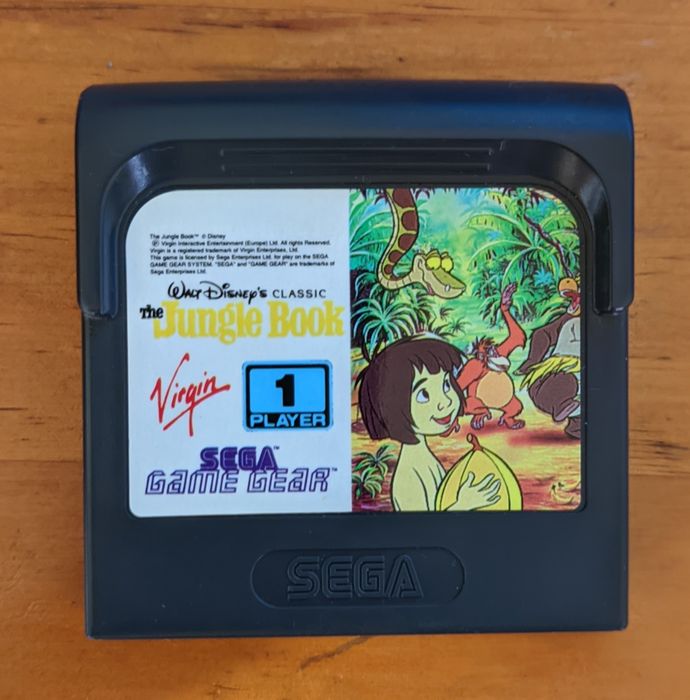 The Jungle Book™ © Disney
Ⓟ Virgin Interactive Entertainment (Europe) Ltd. All rights Reserved.
Virgin is a registered trademark of Virgin Enterprises, Ltd.
This game is licensed by Sega Enterprises Ltd. for play on the SEGA
GAME GEAR SYSTEM. "SEGA" and "GAME GEAR" are trademarks of
Sega Enterprises Ltd.
WALT DISNEY'S CLASSIC
The Jungle Book
Virgin
1
PLAYER
SEGA™
GAME GEAR™
SEGA